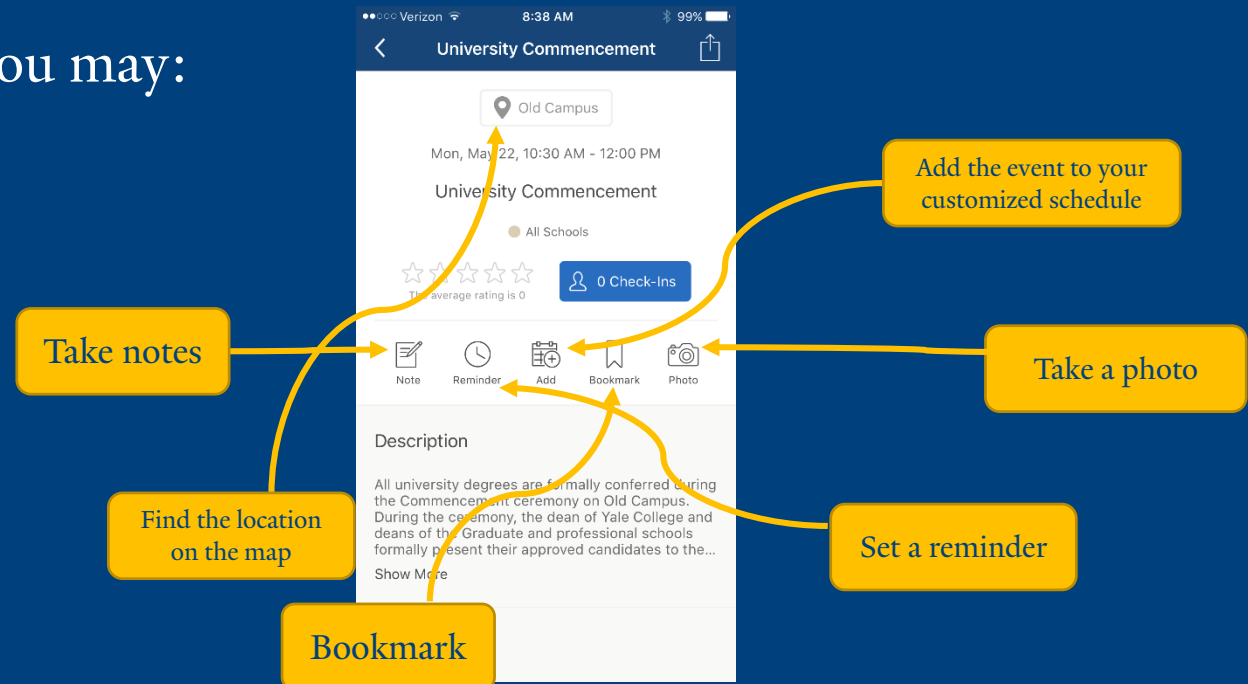 ou may:
Verizon 8:38 AM 99%
University Commencement
Old Campus
Mon, May 22, 10:30 AM - 12:00 PM
University Commencement
All Schools
The average rating is 0
0 Check-Ins
Note Reminder Add Bookmark Photo
Description
All university degrees are formally conferred during
the Commencement ceremony on Old Campus.
During the ceremony, the dean of Yale College and
deans of the Graduate and professional schools
formally present their approved candidates to the...
Show More
Add the event to your
customized schedule
Take notes
Take a photo
Find the location
on the map
Set a reminder
Bookmark